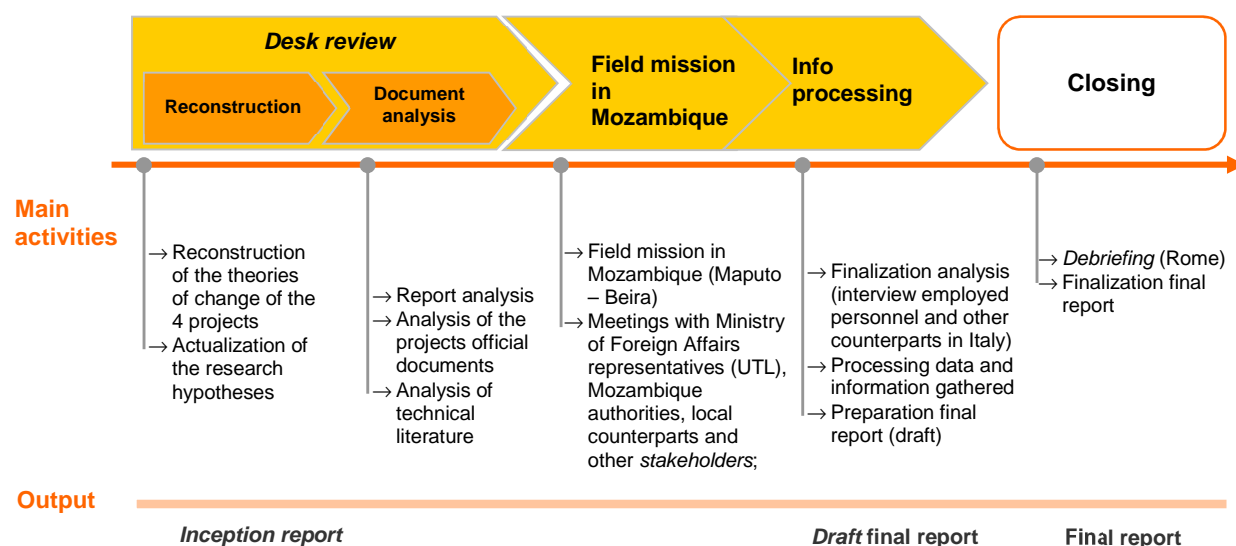 Desk review
Reconstruction
Document
analysis
Field mission
in
Mozambique
Info
processing
Closing
Main
activities
→ Reconstruction
of the theories
of change of the
4 projects
→ Actualization of
the research
hypotheses
→ Report analysis
→ Analysis of the
projects official
documents
→ Analysis of
technical
literature
→ Field mission in
Mozambique (Maputo
– Beira)
→ Meetings with Ministry
of Foreign Affairs
representatives (UTL),
Mozambique
authorities, local
counterparts and
other stakeholders;
→ Finalization analysis
(interview employed
personnel and other
counterparts in Italy)
→ Processing data and
information gathered
→ Preparation final
report (draft)
→ Debriefing (Rome)
→ Finalization final
report
Output
Inception report
Draft final report
Final report